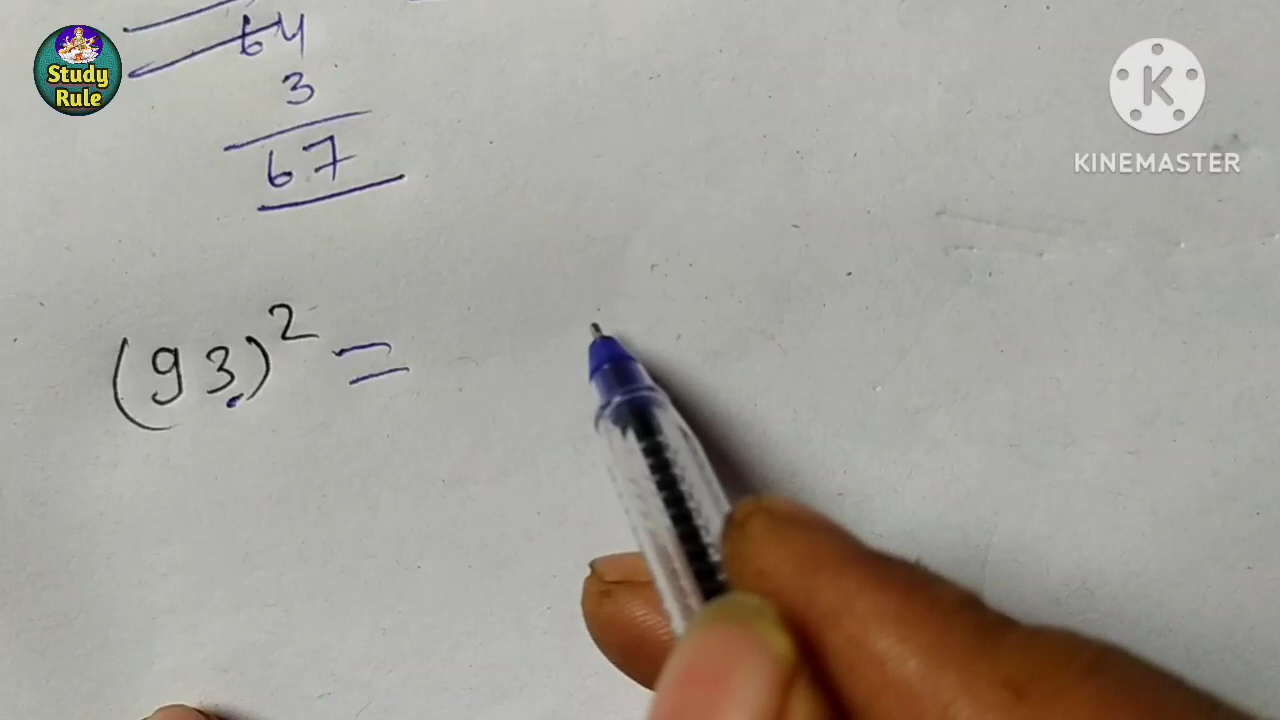 Study
Rule
64
3
67
K
KINEMASTER
(93)² =